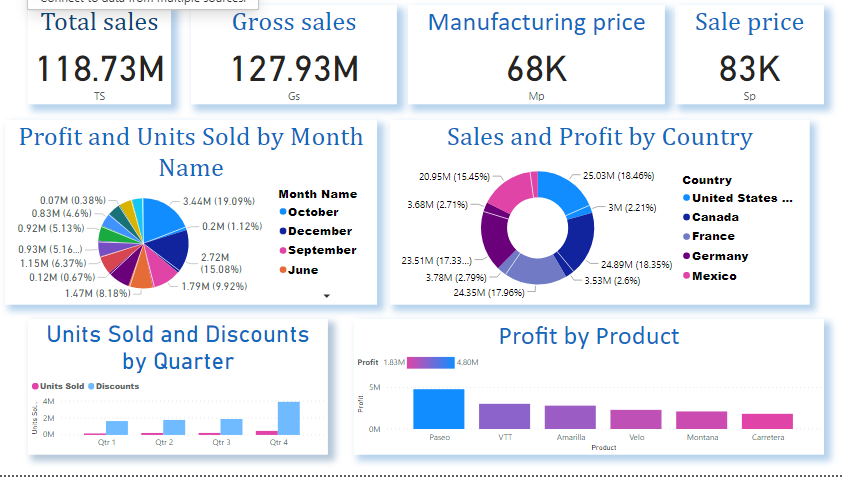 Connect to data from multiple sources.
Total sales
118.73M
TS
Gross sales
127.93M
Gs
Manufacturing price
68K
Mp
Sale price
83K
Sp
Profit and Units Sold by Month
Name
0.07M (0.38%)
0.83M (4.6%)
0.92M (5.13%)
0.93M (5.16...)
1.15M (6.37%)
0.12M (0.67%)
1.47M (8.18%)
3.44M (19.09%)
0.2M (1.12%)
2.72M
(15.08%)
1.79M (9.92%)
Month Name
October
December
September
June
Sales and Profit by Country
20.95M (15.45%)
3.68M (2.71%)
23.51M (17.33...)
3.78M (2.79%)
24.35M (17.96%)
25.03M (18.46%)
3M (2.21%)
24.89M (18.35%)
3.53M (2.6%)
Country
United States ...
Canada
France
Germany
Mexico
Units Sold and Discounts
by Quarter
Units Sold Discounts
Units Sol...
4M
2M
0M
Qtr 1 Qtr 2 Qtr 3 Qtr 4
Profit by Product
Profit 1.83M 4.80M
Profit
5M
0M
Paseo VTT Amarilla Velo Montana Carretera
Product